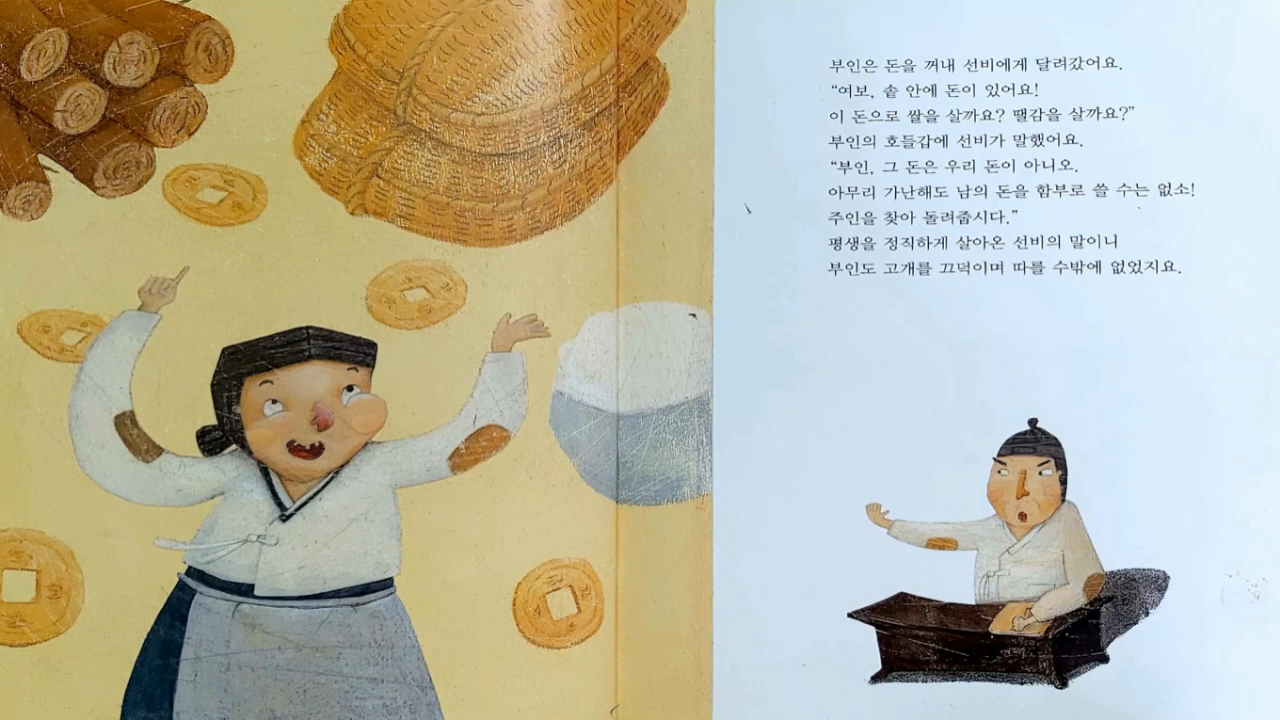 부인은 돈을 꺼내 선비에게 달려갔어요.
“여보, 솥 안에 돈이 있어요!
이 돈으로 쌀을 살까요? 땔감을 살까요?”
부인의 호들갑에 선비가 말했어요.
“부인, 그 돈은 우리 돈이 아니오.
아무리 가난해도 남의 돈을 함부로 쓸 수는 없소!
주인을 찾아 돌려줍시다.”
평생을 정직하게 살아온 선비의 말이니
부인도 고개를 끄덕이며 따를 수밖에 없었지요.